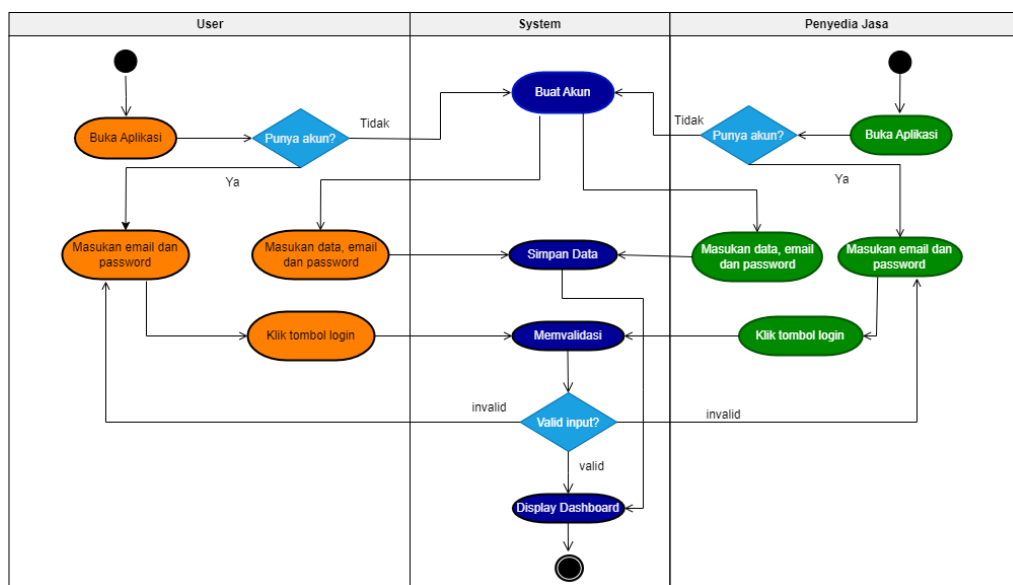 User
System
Penyedia Jasa
Buat Akun
Buka Aplikasi
Punya akun?
Tidak
Tidak
Punya akun?
Buka Aplikasi
Ya
Ya
Masukan email dan
password
Masukan data, email
dan password
Simpan Data
Masukan data, email
dan password
Masukan email dan
password
Klik tombol login
Memvalidasi
Klik tombol login
invalid
Valid input?
invalid
valid
Display Dashboard